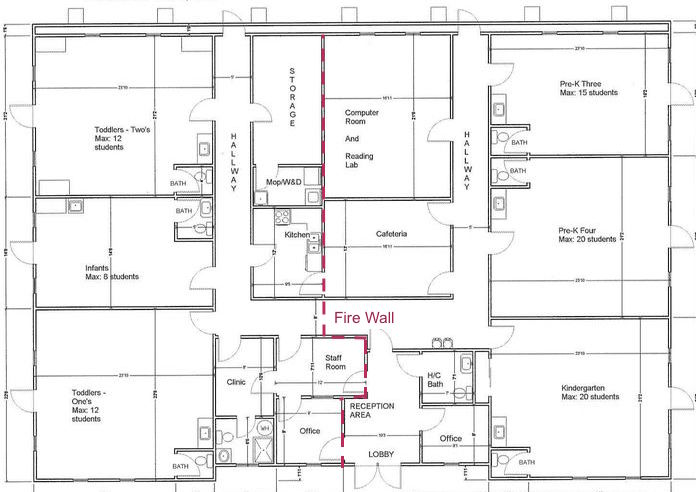 Toddlers - Two's
Max: 12
students
BATH
BATH
Infants
Max: 8 students
Toddlers -
One's
Max: 12
students
BATH
HALLWAY
STORAGE
Mop/W&D
Kitchen
Computer
Room
And
Reading
Lab
Cafeteria
Fire Wall
Clinic
WH
Staff
Room
Office
RECEPTION
AREA
LOBBY
H/C
Bath
Office
HALLWAY
Pre-K Three
Max: 15 students
BATH
BATH
Pre-K Four
Max: 20 students
Kindergarten
Max: 20 students
BATH